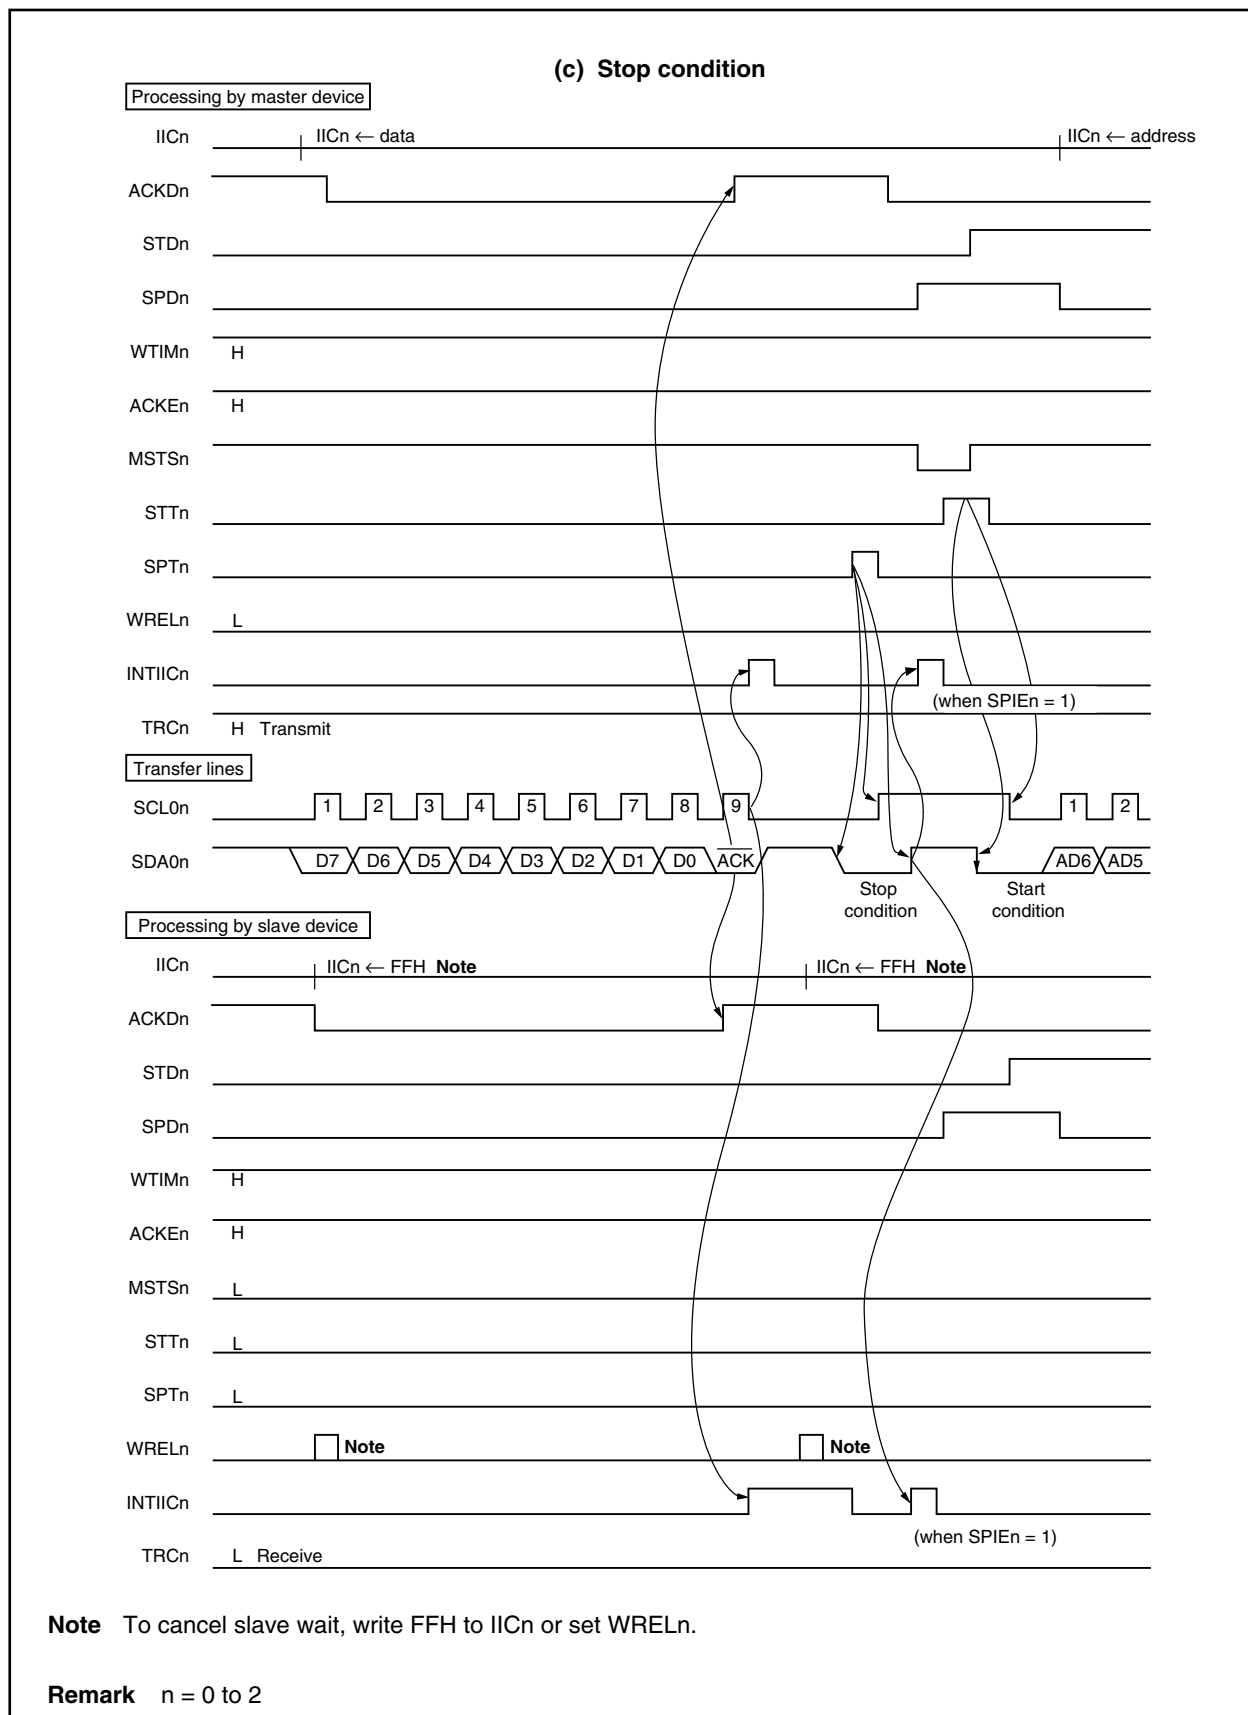 (c) Stop condition
Processing by master device
IICn IICn ← data IICn ← address
ACKDn
STDn
SPDn
WTIMn H
ACKEn H
MSTSn
STTn
SPTn
WRELn L
INTIICn
(when SPIEn = 1)
TRCn H Transmit
Transfer lines
SCL0n 1 2 3 4 5 6 7 8 9 1 2
SDA0n D7 D6 D5 D4 D3 D2 D1 D0 ACK AD6 AD5
Stop condition
Start condition
Processing by slave device
IICn IICn ← FFH Note IICn ← FFH Note
ACKDn
STDn
SPDn
WTIMn H
ACKEn H
MSTSn L
STTn L
SPTn L
WRELn Note Note
INTIICn
(when SPIEn = 1)
TRCn L Receive
Note To cancel slave wait, write FFH to IICn or set WRELn.
Remark n = 0 to 2